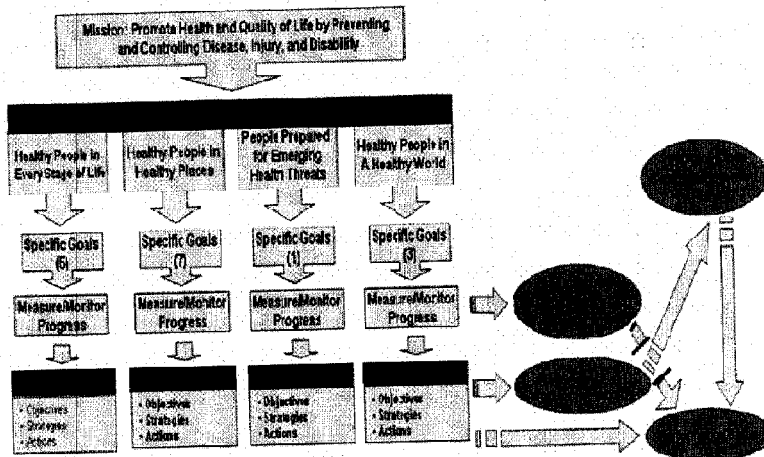 Mission: Promote Health and Quality of Life by Preventing
and Controlling Disease, Injury, and Disability
Healthy People in
Every Stage of Life
Healthy People in
Healthy Places
People Prepared
for Emerging
Health Threats
Healthy People in
A Healthy World
Specific Goals
(5)
Specific Goals
(7)
Specific Goals
(1)
Specific Goals
(3)
Measure/Monitor
Progress
Measure/Monitor
Progress
Measure/Monitor
Progress
Measure/Monitor
Progress
• Objectives
• Strategies
• Actions
• Objectives
• Strategies
• Actions
• Objectives
• Strategies
• Actions
• Objectives
• Strategies
• Actions